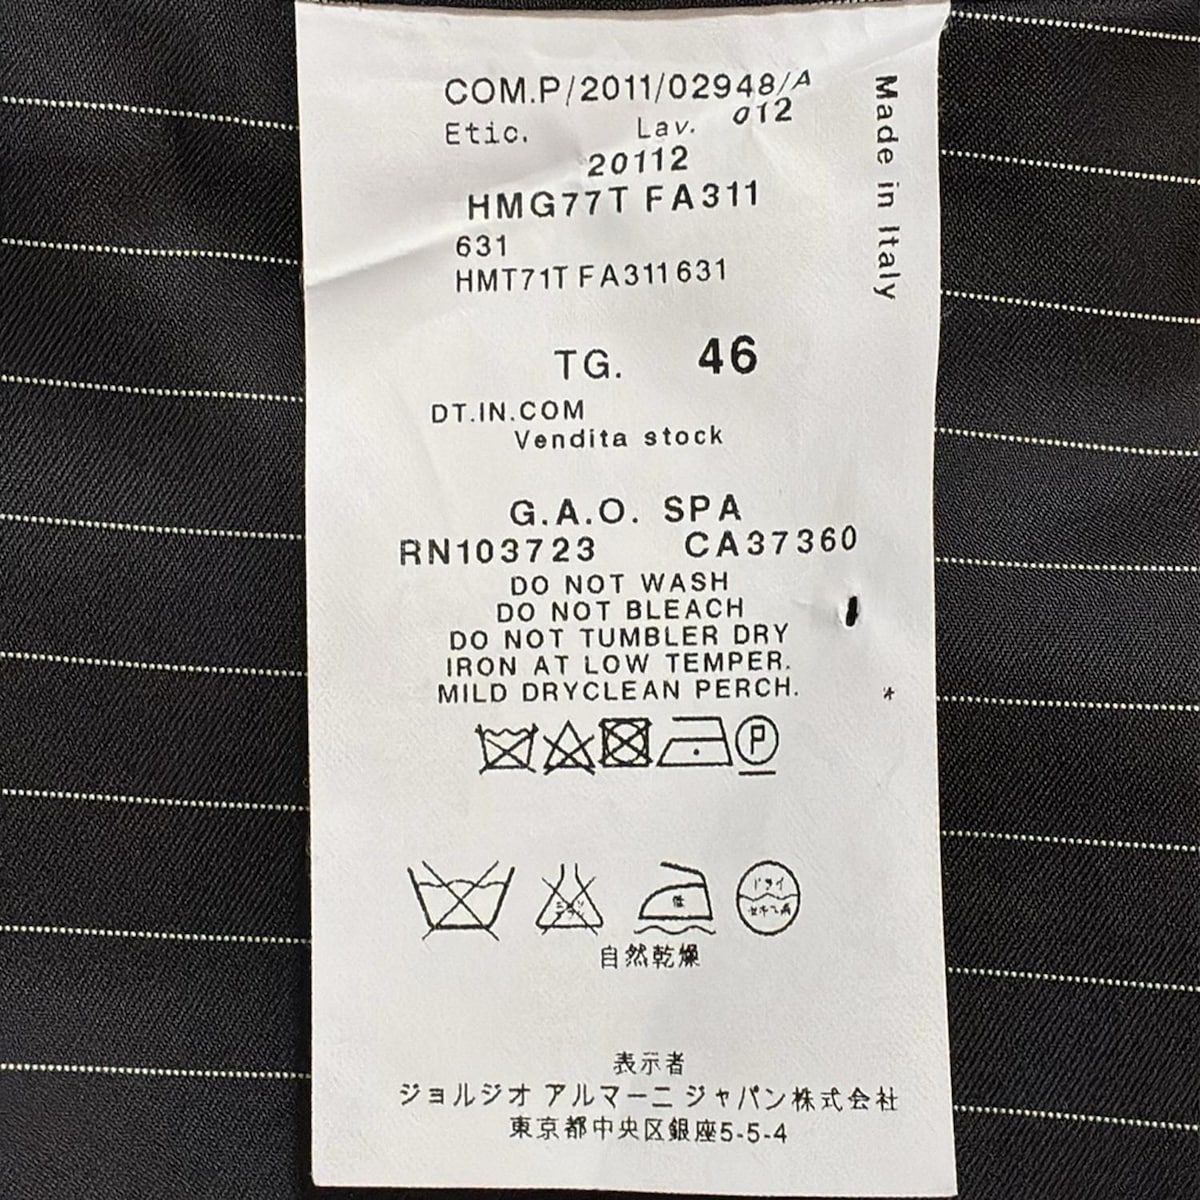 COM.P/2011/02948/A
Etic. Lav. 012
20112
HMG77T FA311
631
HMT71T FA311631
Made in Italy
TG. 46
DT.IN.COM
Vendita stock
G.A.O. SPA
RN103723 CA37360
DO NOT WASH
DO NOT BLEACH
DO NOT TUMBLER DRY
IRON AT LOW TEMPER.
MILD DRYCLEAN PERCH.
*
P
低
ドライ
自然乾燥
表示者
ジョルジオ アルマーニ ジャパン株式会社
東京都中央区銀座5-5-4